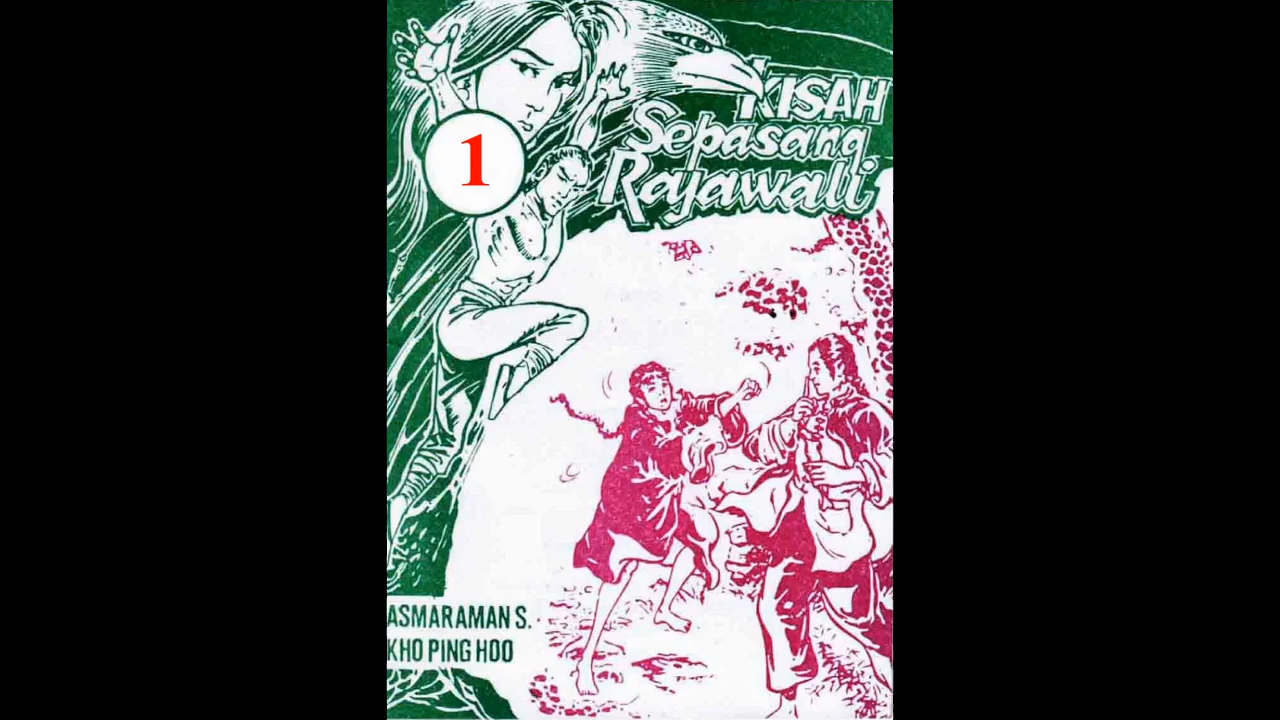 KISAH
Sepasang
Rajawali
1
ASMARAMAN S.
KHO PING HOO